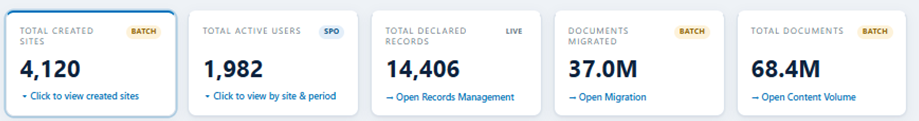 TOTAL CREATED SITES BATCH
4,120
▾ Click to view created sites
TOTAL ACTIVE USERS SPO
1,982
▾ Click to view by site & period
TOTAL DECLARED RECORDS LIVE
14,406
→ Open Records Management
DOCUMENTS MIGRATED BATCH
37.0M
→ Open Migration
TOTAL DOCUMENTS BATCH
68.4M
→ Open Content Volume